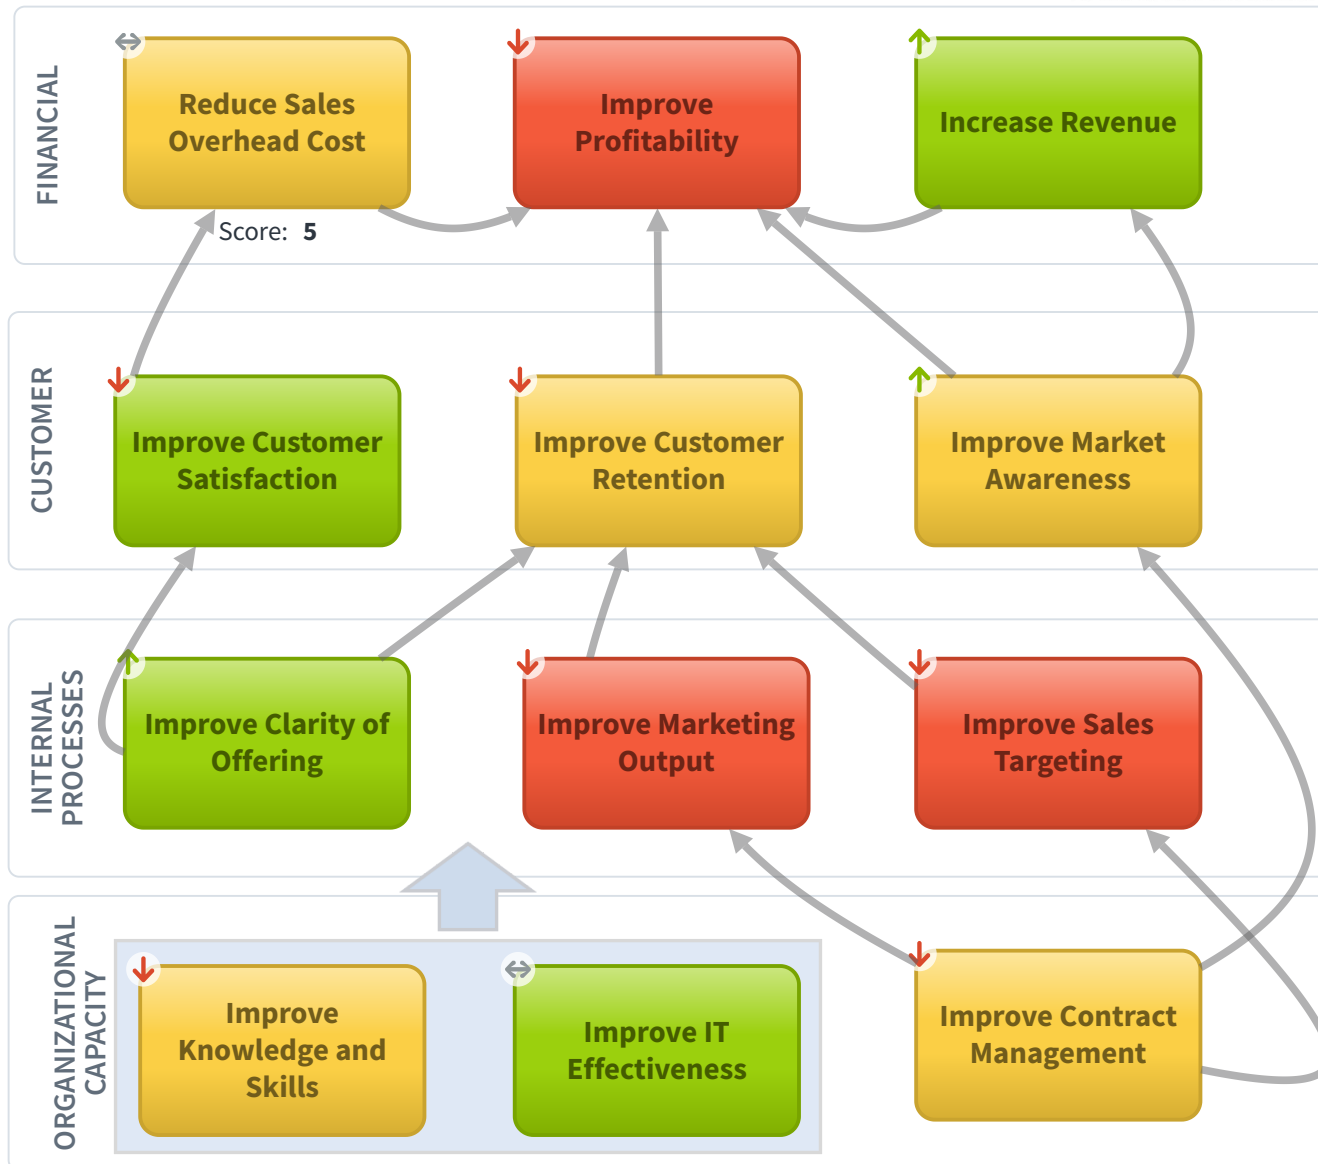 FINANCIAL
Reduce Sales
Overhead Cost
Improve
Profitability
Increase Revenue
Score: 5
CUSTOMER
Improve Customer
Satisfaction
Improve Customer
Retention
Improve Market
Awareness
INTERNAL
PROCESSES
Improve Clarity of
Offering
Improve Marketing
Output
Improve Sales
Targeting
ORGANIZATIONAL
CAPACITY
Improve
Knowledge and
Skills
Improve IT
Effectiveness
Improve Contract
Management